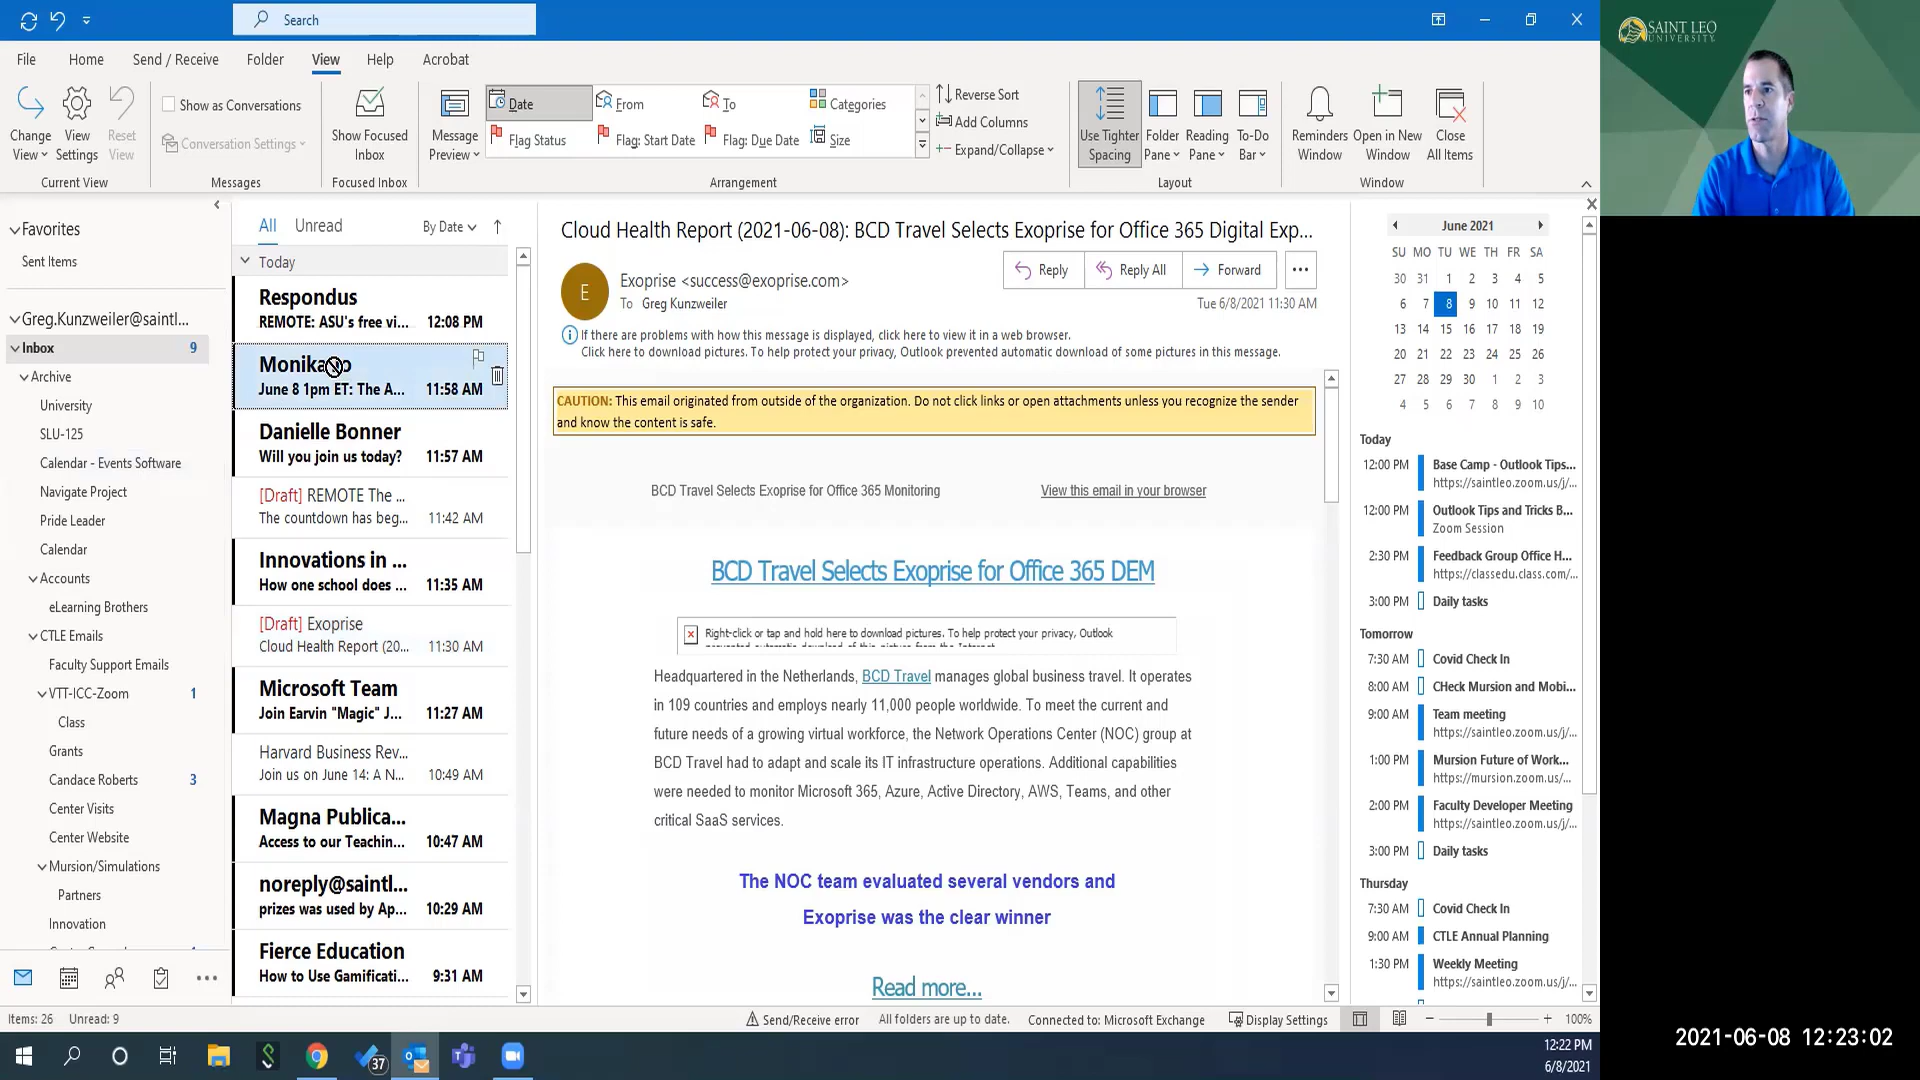 Search
SAINT LEO
UNIVERSITY
File
Home
Send / Receive
Folder
View
Help
Acrobat
Change
View
View
Settings
Reset
View
Current View
Show as Conversations
Conversation Settings
Messages
Show Focused
Inbox
Focused Inbox
Message
Preview
Date
From
To
Categories
Flag Status
Flag: Start Date
Flag: Due Date
Size
Reverse Sort
Add Columns
Expand/Collapse
Arrangement
Use Tighter
Spacing
Folder
Pane
Reading
Pane
To-Do
Bar
Layout
Reminders
Window
Open in New
Window
Close
All Items
Window
Favorites
Sent Items
Greg.Kunzweiler@saintl...
Inbox 9
Archive
University
SLU-125
Calendar - Events Software
Navigate Project
Pride Leader
Calendar
Accounts
eLearning Brothers
CTLE Emails
Faculty Support Emails
VTT-ICC-Zoom 1
Class
Grants
Candace Roberts 3
Center Visits
Center Website
Mursion/Simulations
Partners
Innovation
All Unread By Date
Today
Respondus
REMOTE: ASU's free vi... 12:08 PM
June 8 1pm ET: The A... 11:58 AM
Danielle Bonner
Will you join us today? 11:57 AM
[Draft] REMOTE The ...
The countdown has beg... 11:42 AM
Innovations in ...
How one school does ... 11:35 AM
[Draft] Exoprise
Cloud Health Report (20... 11:30 AM
Microsoft Team
Join Earvin "Magic" J... 11:27 AM
Harvard Business Rev...
Join us on June 14: A N... 10:49 AM
Magna Publica...
Access to our Teachin... 10:47 AM
noreply@saintl...
prizes was used by Ap... 10:29 AM
Fierce Education
How to Use Gamificati... 9:31 AM
Cloud Health Report (2021-06-08): BCD Travel Selects Exoprise for Office 365 Digital Exp...
E
Exoprise <success@exoprise.com>
To Greg Kunzweiler
Reply
Reply All
Forward
Tue 6/8/2021 11:30 AM
If there are problems with how this message is displayed, click here to view it in a web browser.
Click here to download pictures. To help protect your privacy, Outlook prevented automatic download of some pictures in this message.
CAUTION: This email originated from outside of the organization. Do not click links or open attachments unless you recognize the sender
and know the content is safe.
BCD Travel Selects Exoprise for Office 365 Monitoring
View this email in your browser
BCD Travel Selects Exoprise for Office 365 DEM
Right-click or tap and hold here to download pictures. To help protect your privacy, Outlook
prevented automatic download of this picture from the Internet.
Headquartered in the Netherlands, BCD Travel manages global business travel. It operates
in 109 countries and employs nearly 11,000 people worldwide. To meet the current and
future needs of a growing virtual workforce, the Network Operations Center (NOC) group at
BCD Travel had to adapt and scale its IT infrastructure operations. Additional capabilities
were needed to monitor Microsoft 365, Azure, Active Directory, AWS, Teams, and other
critical SaaS services.
The NOC team evaluated several vendors and
Exoprise was the clear winner
Read more...
June 2021
SU MO TU WE TH FR SA
30 31 1 2 3 4 5
6 7 8 9 10 11 12
13 14 15 16 17 18 19
20 21 22 23 24 25 26
27 28 29 30 1 2 3
4 5 6 7 8 9 10
Today
12:00 PM Base Camp - Outlook Tips...
https://saintleo.zoom.us/j/...
12:00 PM Outlook Tips and Tricks B...
Zoom Session
2:30 PM Feedback Group Office H...
https://classedu.class.com/...
3:00 PM Daily tasks
Tomorrow
7:30 AM Covid Check In
8:00 AM CHeck Mursion and Mobi...
9:00 AM Team meeting
https://saintleo.zoom.us/j/...
1:00 PM Mursion Future of Work...
https://mursion.zoom.us/...
2:00 PM Faculty Developer Meeting
https://saintleo.zoom.us/j/...
3:00 PM Daily tasks
Thursday
7:30 AM Covid Check In
9:00 AM CTLE Annual Planning
1:30 PM Weekly Meeting
https://saintleo.zoom.us/j/...
Items: 26 Unread: 9
Send/Receive error
All folders are up to date.
Connected to: Microsoft Exchange
Display Settings
100%
37
12:22 PM
6/8/2021
2021-06-08 12:23:02